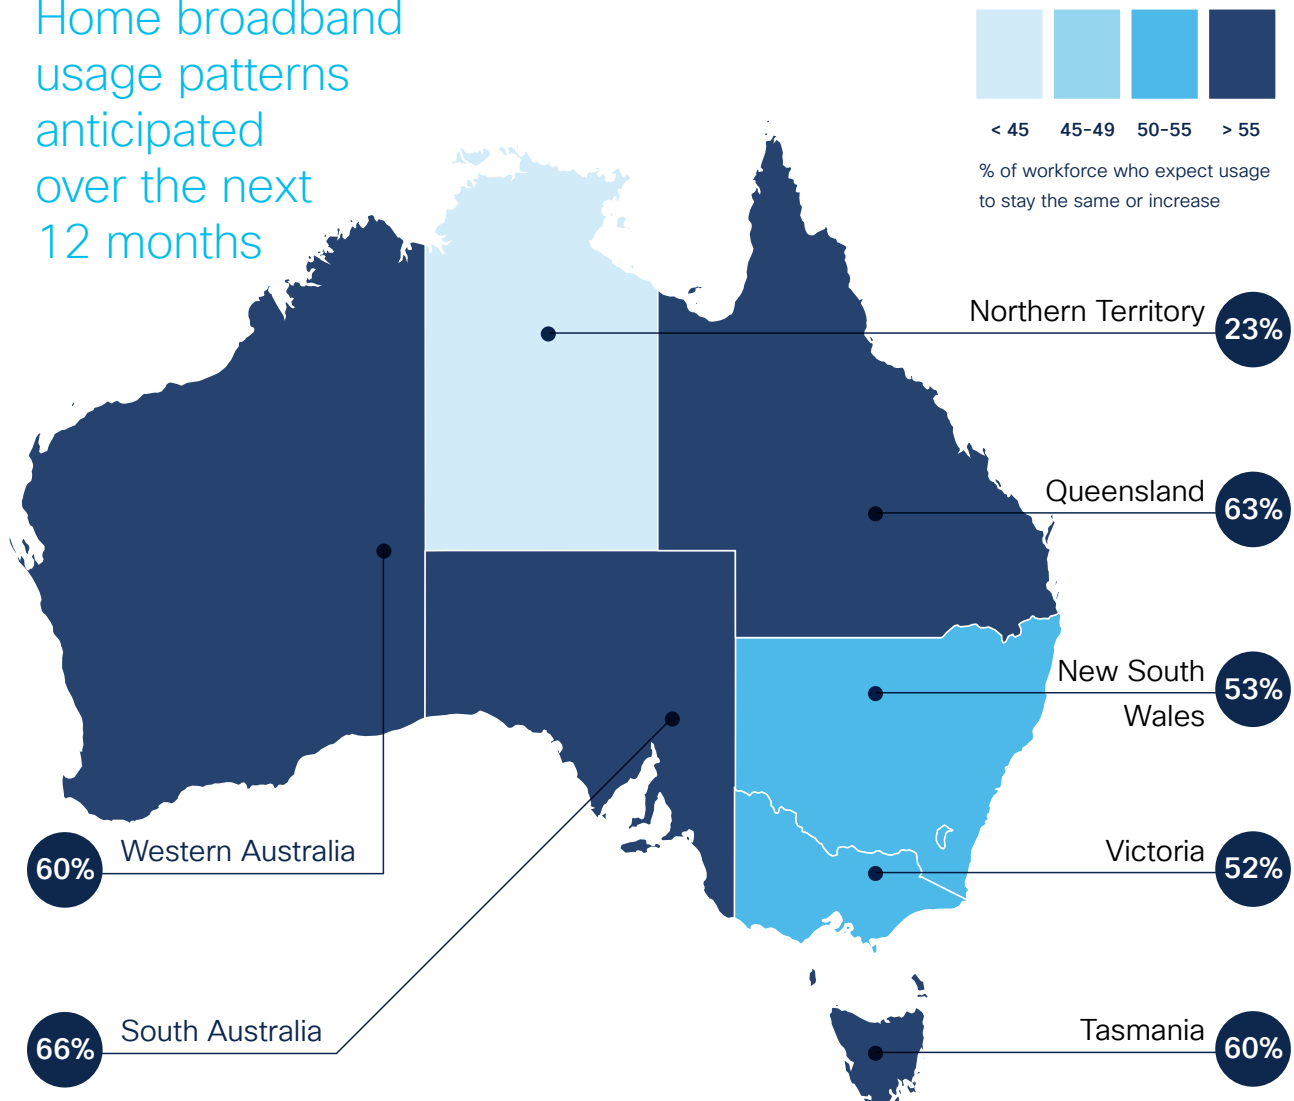 Home broadband
usage patterns
anticipated
over the next
12 months
< 45 45-49 50-55 > 55
% of workforce who expect usage
to stay the same or increase
Northern Territory 23%
Queensland 63%
New South
Wales
53%
Western Australia 60%
Victoria 52%
South Australia 66%
Tasmania 60%